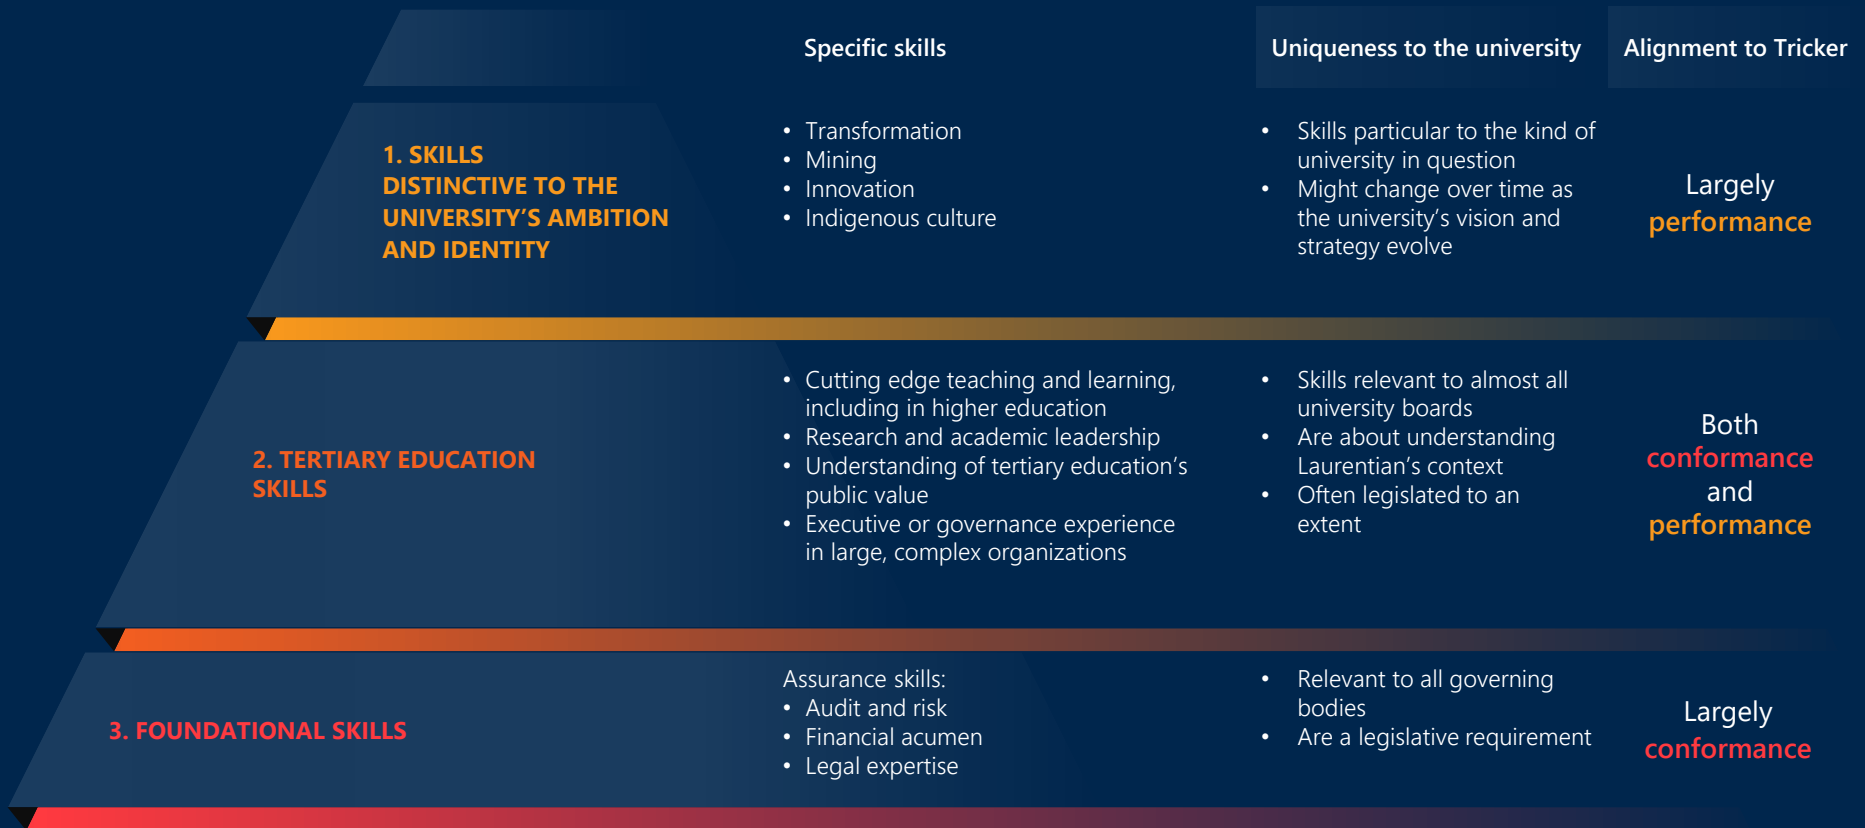 Specific skills
Uniqueness to the university
Alignment to Tricker
1. SKILLS
DISTINCTIVE TO THE
UNIVERSITY’S AMBITION
AND IDENTITY
• Transformation
• Mining
• Innovation
• Indigenous culture
• Skills particular to the kind of
university in question
• Might change over time as
the university’s vision and
strategy evolve
Largely
performance
2. TERTIARY EDUCATION
SKILLS
• Cutting edge teaching and learning,
including in higher education
• Research and academic leadership
• Understanding of tertiary education’s
public value
• Executive or governance experience
in large, complex organizations
• Skills relevant to almost all
university boards
• Are about understanding
Laurentian’s context
• Often legislated to an
extent
Both
conformance
and
performance
3. FOUNDATIONAL SKILLS
Assurance skills:
• Audit and risk
• Financial acumen
• Legal expertise
• Relevant to all governing
bodies
• Are a legislative requirement
Largely
conformance